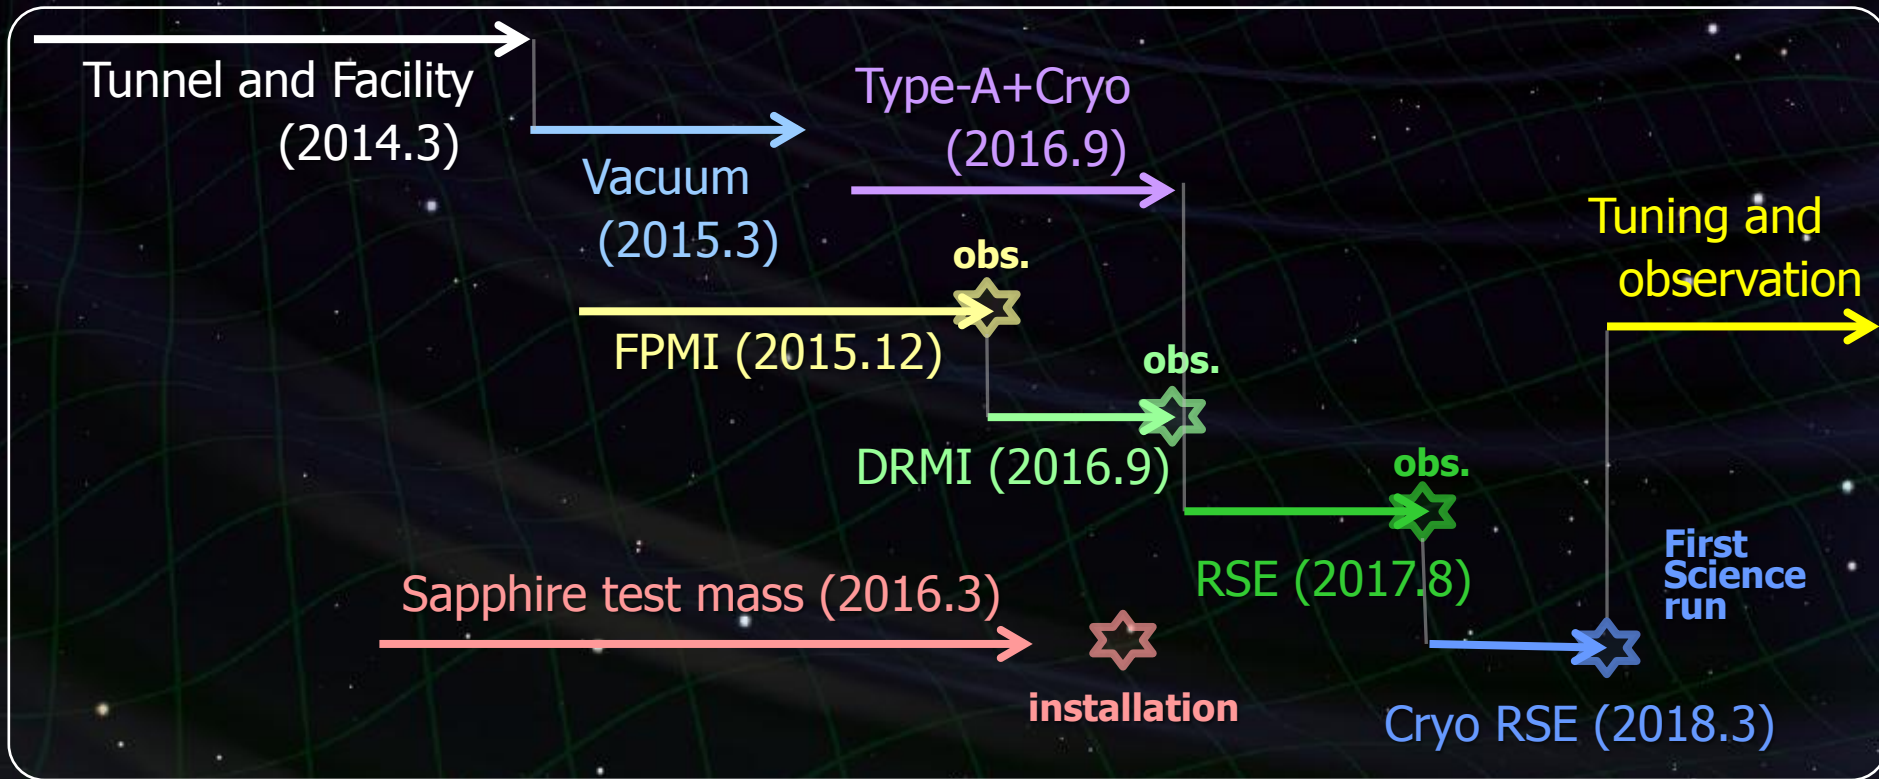 Tunnel and Facility
(2014.3)
Type-A+Cryo
(2016.9)
Vacuum
(2015.3)
Tuning and
observation
obs.
FPMI (2015.12)
obs.
DRMI (2016.9)
obs.
RSE (2017.8)
First
Science
run
Sapphire test mass (2016.3)
installation
Cryo RSE (2018.3)